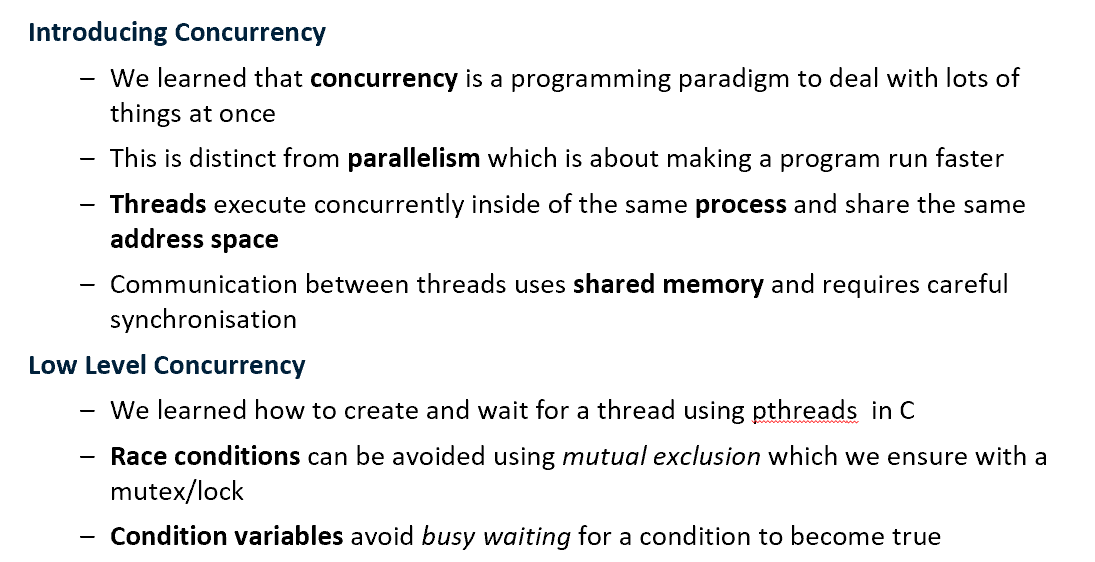 Introducing Concurrency
– We learned that concurrency is a programming paradigm to deal with lots of
things at once
– This is distinct from parallelism which is about making a program run faster
– Threads execute concurrently inside of the same process and share the same
address space
– Communication between threads uses shared memory and requires careful
synchronisation
Low Level Concurrency
– We learned how to create and wait for a thread using pthreads in C
– Race conditions can be avoided using mutual exclusion which we ensure with a
mutex/lock
– Condition variables avoid busy waiting for a condition to become true